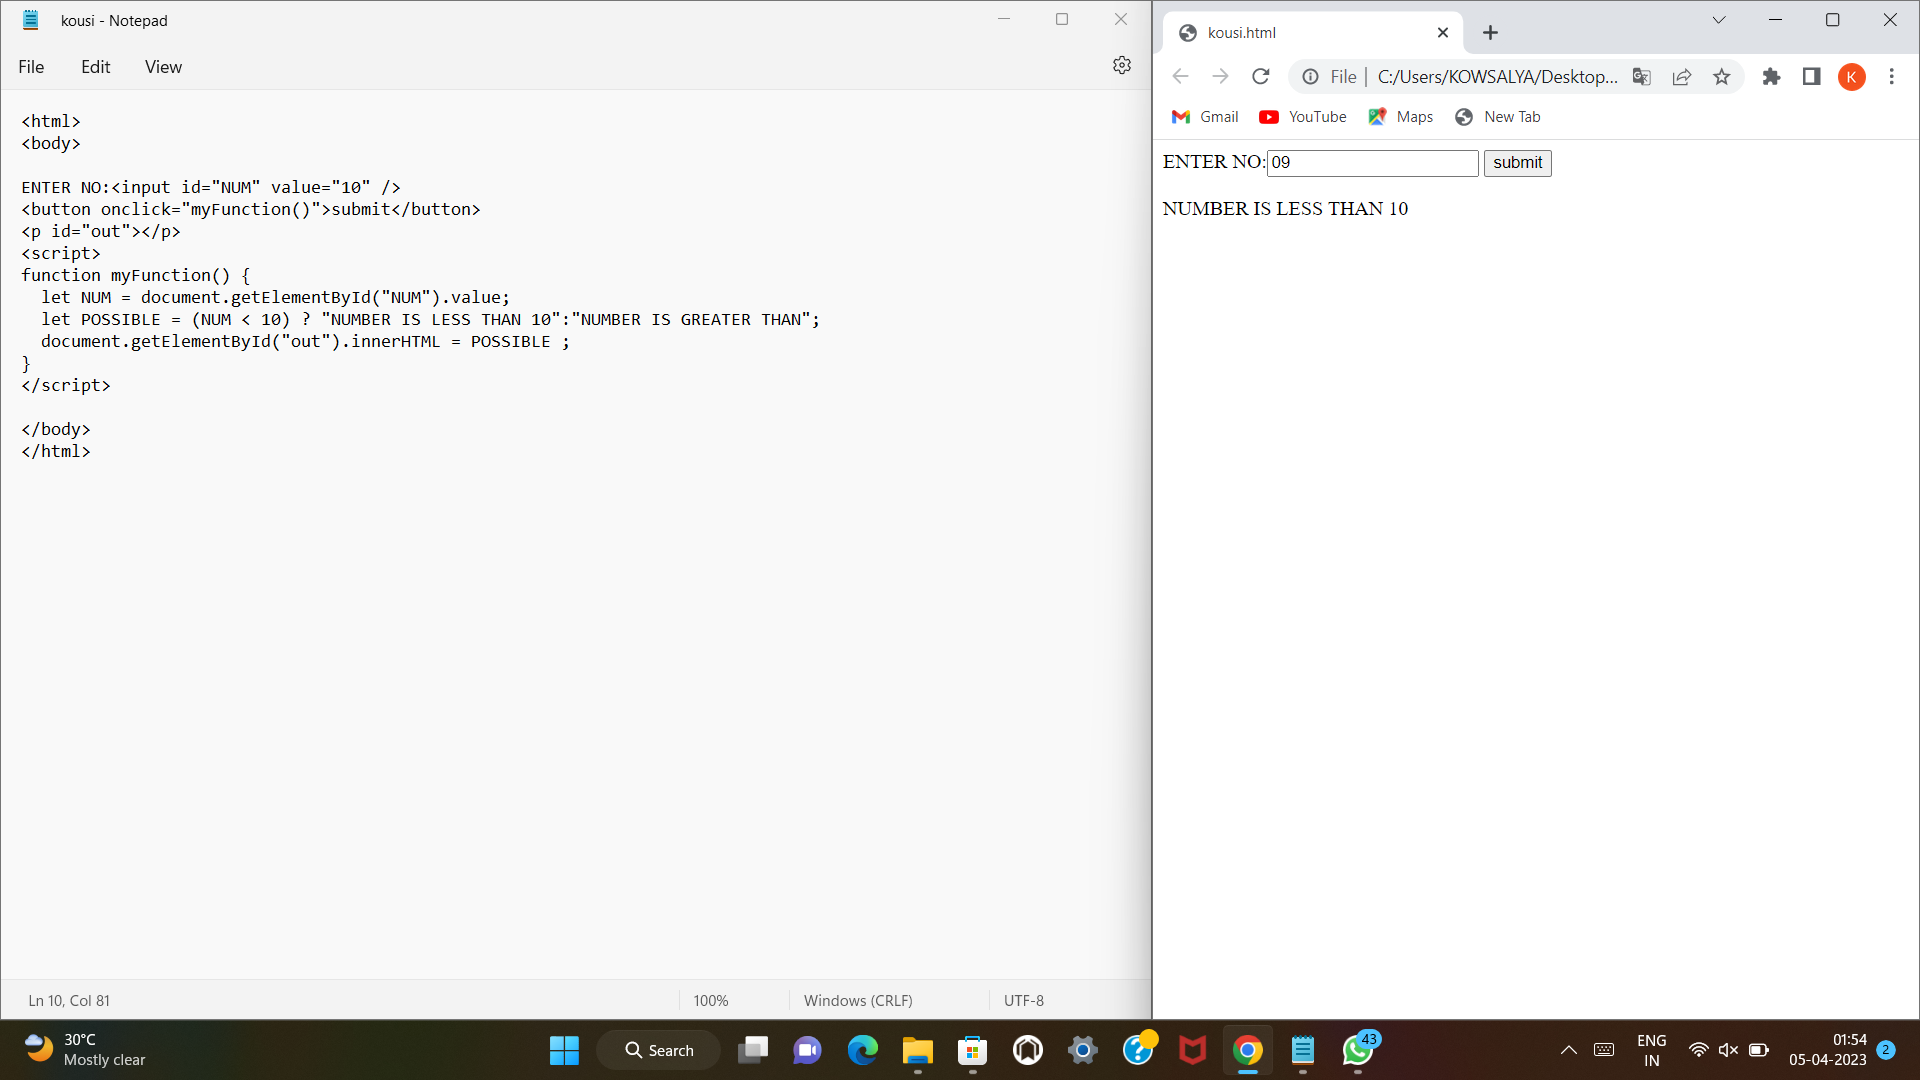 kousi - Notepad
File Edit View
<html>
<body>
ENTER NO:<input id="NUM" value="10" />
<button onclick="myFunction()">submit</button>
<p id="out"></p>
<script>
function myFunction() {
  let NUM = document.getElementById("NUM").value;
  let POSSIBLE = (NUM < 10) ? "NUMBER IS LESS THAN 10":"NUMBER IS GREATER THAN";
  document.getElementById("out").innerHTML = POSSIBLE ;
}
</script>
</body>
</html>
Ln 10, Col 81 100% Windows (CRLF) UTF-8
kousi.html
File C:/Users/KOWSALYA/Desktop... K
Gmail YouTube Maps New Tab
ENTER NO: 09 submit
NUMBER IS LESS THAN 10
30°C
Mostly clear
Search
43
ENG
IN
01:54
05-04-2023
2